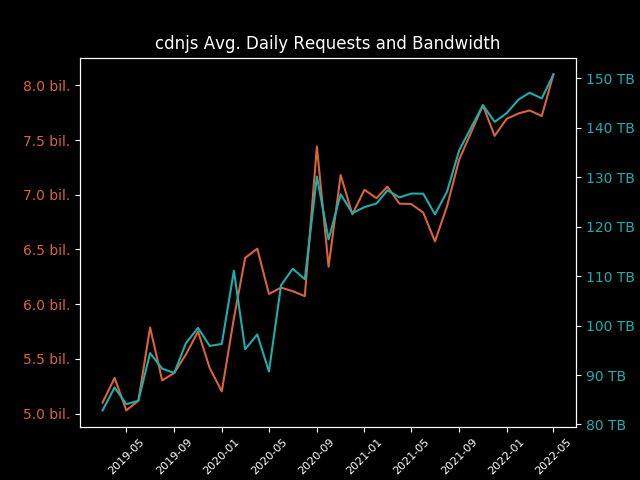 cdnjs Avg. Daily Requests and Bandwidth
8.0 bil.
7.5 bil.
7.0 bil.
6.5 bil.
6.0 bil.
5.5 bil.
5.0 bil.
150 TB
140 TB
130 TB
120 TB
110 TB
100 TB
90 TB
80 TB
2019-05
2019-09
2020-01
2020-05
2020-09
2021-01
2021-05
2021-09
2022-01
2022-05